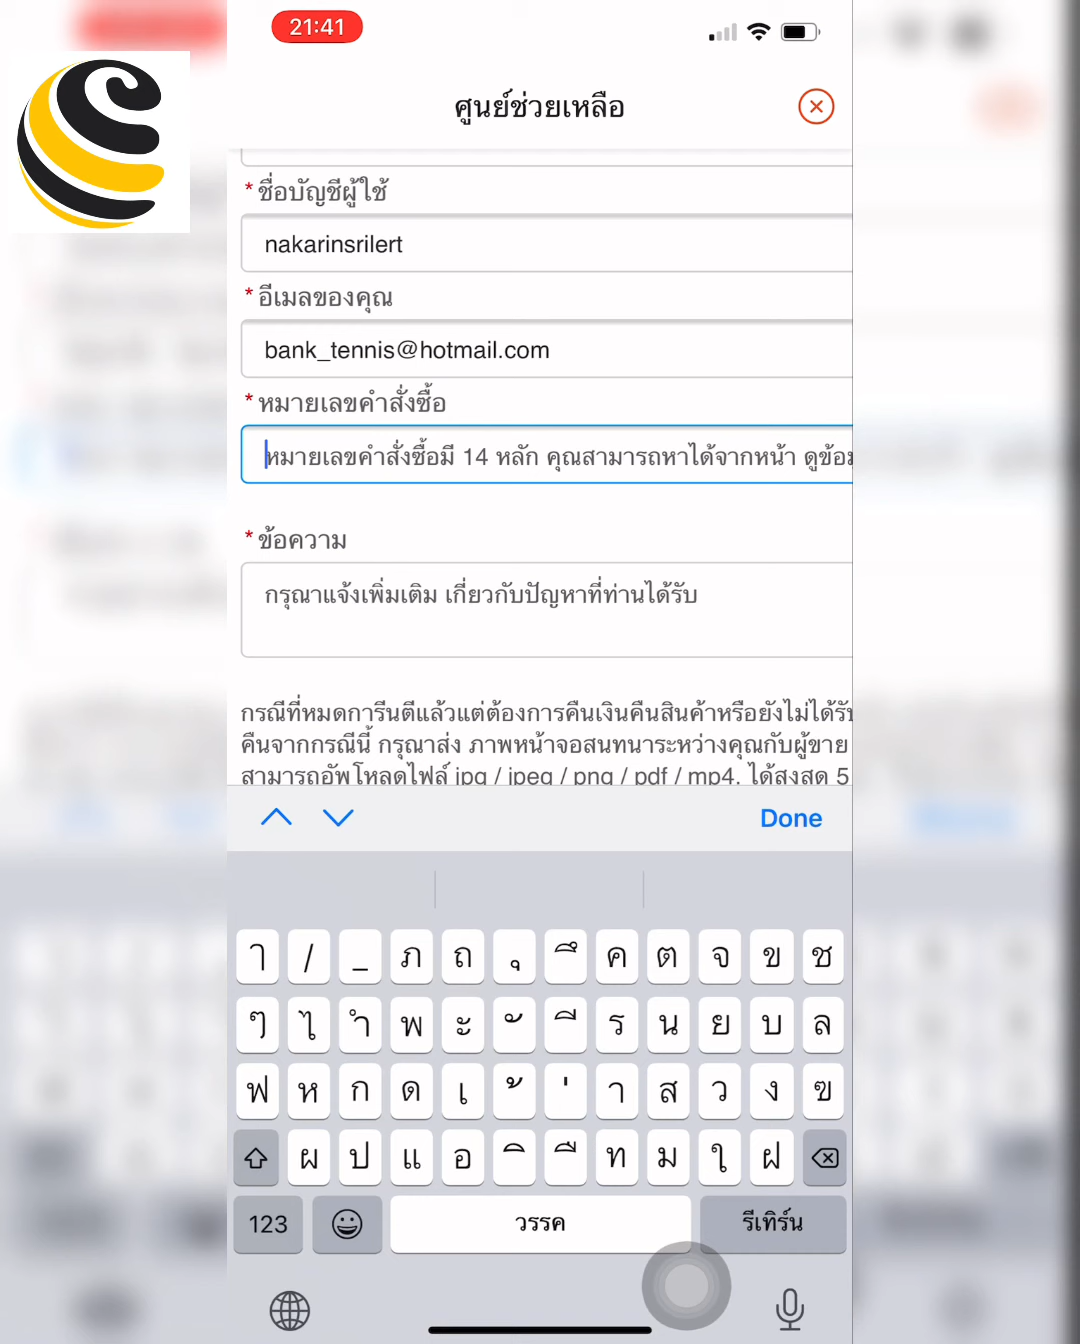 21:41
ศูนย์ช่วยเหลือ
* ชื่อบัญชีผู้ใช้
nakarinsrilert
* อีเมลของคุณ
bank_tennis@hotmail.com
* หมายเลขคำสั่งซื้อ
หมายเลขคำสั่งซื้อมี 14 หลัก คุณสามารถหาได้จากหน้า ดูข้อม
* ข้อความ
กรุณาแจ้งเพิ่มเติม เกี่ยวกับปัญหาที่ท่านได้รับ
กรณีที่หมดการีนตีแล้วแต่ต้องการคืนเงินคืนสินค้าหรือยังไม่ได้รับ
คืนจากกรณีนี้ กรุณาส่ง ภาพหน้าจอสนทนาระหว่างคุณกับผู้ขาย
สามารถอัพโหลดไฟล์ jpg / jpeg / png / pdf / mp4. ได้สูงสุด 5
Done
ๅ / _ ภ ถ ุ ึ ค ต จ ข ช
ๆ ไ ำ พ ะ ั ี ร น ย บ ล
ฟ ห ก ด เ ้ ่ า ส ว ง ฃ
ผ ป แ อ ิ ื ท ม ใ ฝ
123 วรรค รีเทิร์น